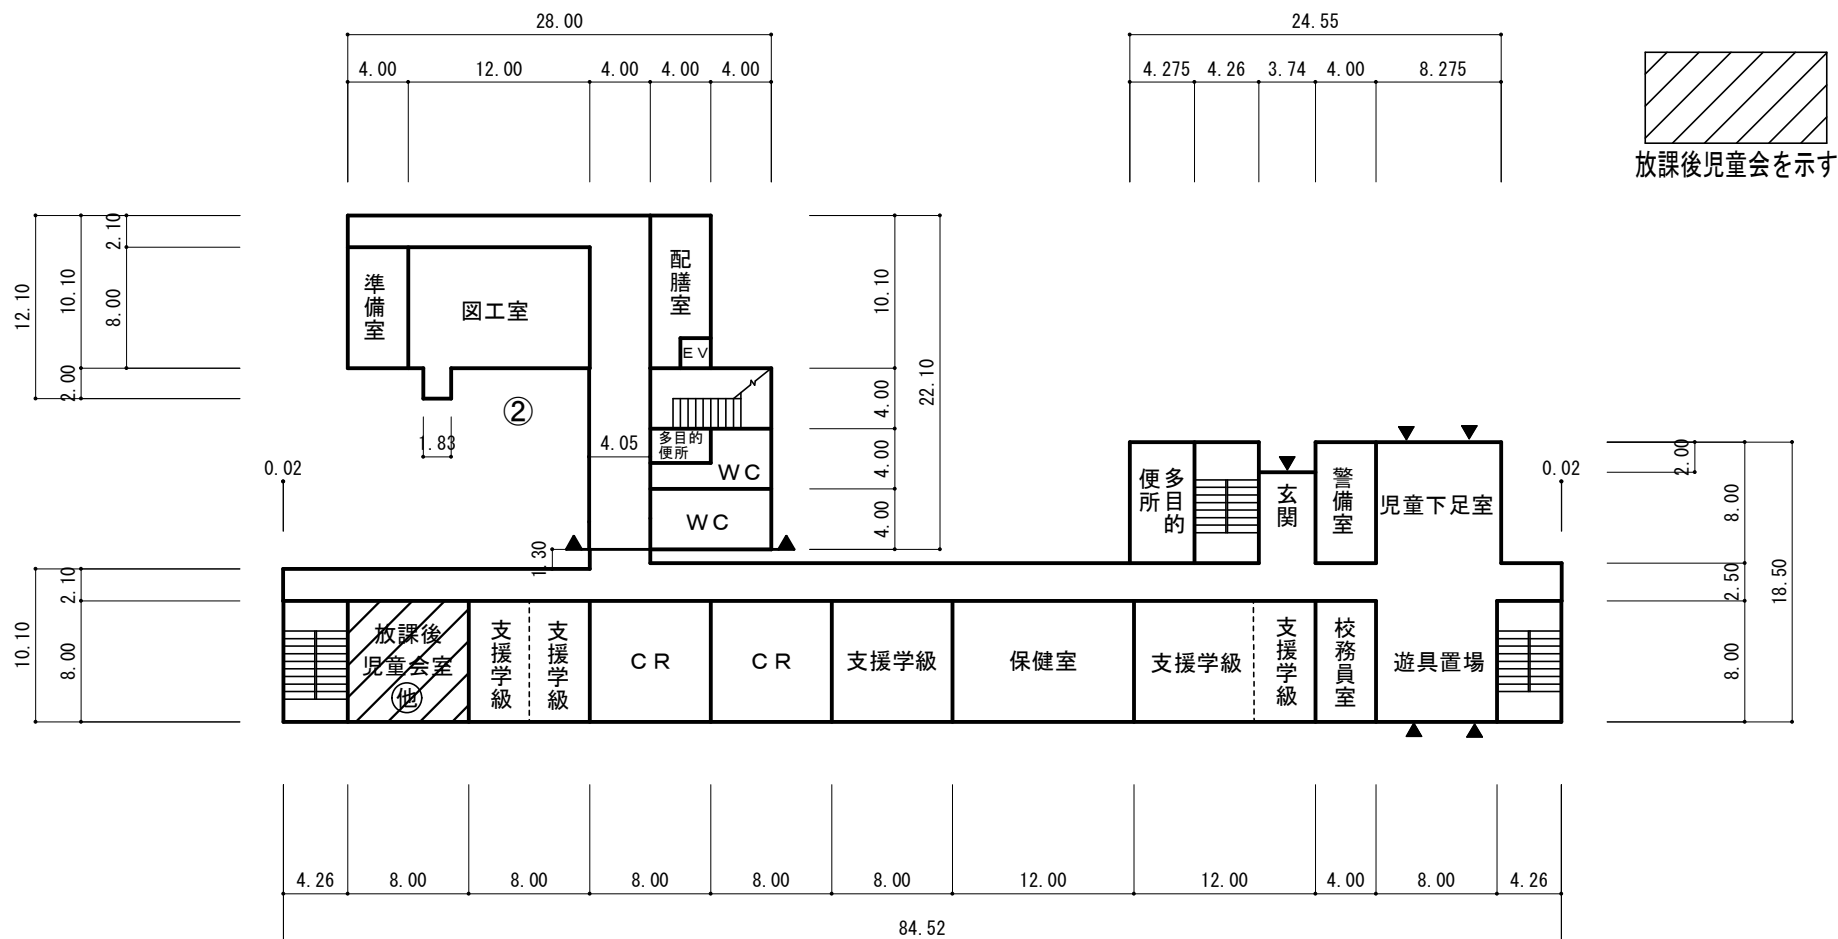 28.00
24.55
4.00
12.00
4.00
4.00
4.00
4.275
4.26
3.74
4.00
8.275
放課後児童会を示す
12.10
10.10
2.10
8.00
2.00
準備室
図工室
配膳室
EV
②
1.83
4.05
多目的
便所
WC
WC
10.10
4.00
4.00
4.00
22.10
0.02
1.30
0.02
多目的
便所
玄関
警備室
児童下足室
2.00
8.00
2.50
8.00
18.50
10.10
2.10
8.00
放課後
児童会室
他
支援学級
支援学級
CR
CR
支援学級
保健室
支援学級
支援学級
校務員室
遊具置場
4.26
8.00
8.00
8.00
8.00
8.00
12.00
12.00
4.00
8.00
4.26
84.52